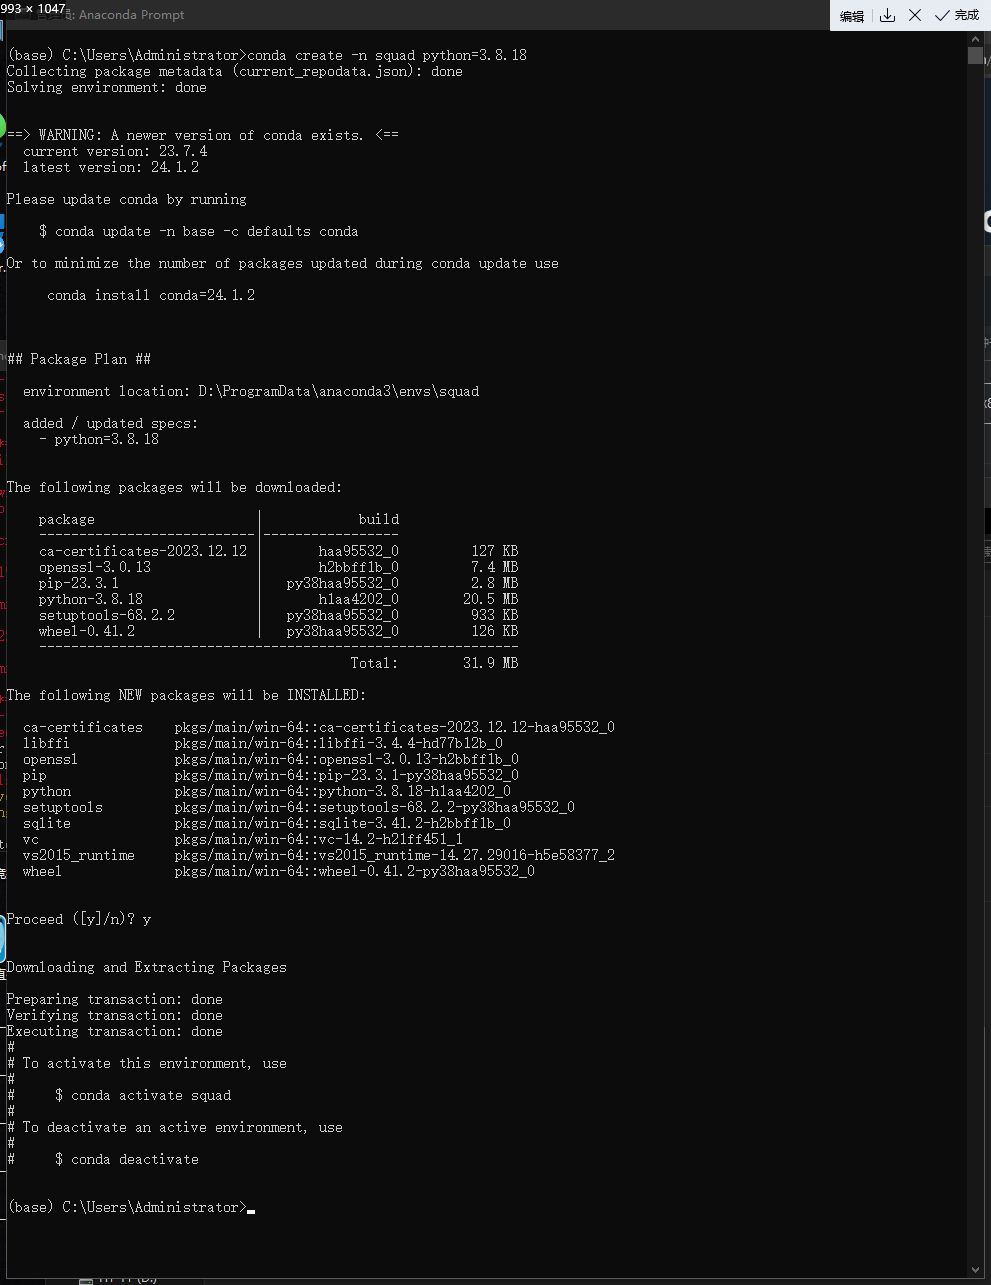 993 × 1047
: Anaconda Prompt
编辑
完成
(base) C:\Users\Administrator>conda create -n squad python=3.8.18
Collecting package metadata (current_repodata.json): done
Solving environment: done
==> WARNING: A newer version of conda exists. <==
current version: 23.7.4
latest version: 24.1.2
Please update conda by running
$ conda update -n base -c defaults conda
Or to minimize the number of packages updated during conda update use
conda install conda=24.1.2
## Package Plan ##
environment location: D:\ProgramData\anaconda3\envs\squad
added / updated specs:
- python=3.8.18
The following packages will be downloaded:
package | build
---------------------------|-----------------
ca-certificates-2023.12.12 | haa95532_0 127 KB
openssl-3.0.13 | h2bbff1b_0 7.4 MB
pip-23.3.1 | py38haa95532_0 2.8 MB
python-3.8.18 | h1aa4202_0 20.5 MB
setuptools-68.2.2 | py38haa95532_0 933 KB
wheel-0.41.2 | py38haa95532_0 126 KB
------------------------------------------------------------
Total: 31.9 MB
The following NEW packages will be INSTALLED:
ca-certificates pkgs/main/win-64::ca-certificates-2023.12.12-haa95532_0
libffi pkgs/main/win-64::libffi-3.4.4-hd77b12b_0
openssl pkgs/main/win-64::openssl-3.0.13-h2bbff1b_0
pip pkgs/main/win-64::pip-23.3.1-py38haa95532_0
python pkgs/main/win-64::python-3.8.18-h1aa4202_0
setuptools pkgs/main/win-64::setuptools-68.2.2-py38haa95532_0
sqlite pkgs/main/win-64::sqlite-3.41.2-h2bbff1b_0
vc pkgs/main/win-64::vc-14.2-h21ff451_1
vs2015_runtime pkgs/main/win-64::vs2015_runtime-14.27.29016-h5e58377_2
wheel pkgs/main/win-64::wheel-0.41.2-py38haa95532_0
Proceed ([y]/n)? y
Downloading and Extracting Packages
Preparing transaction: done
Verifying transaction: done
Executing transaction: done
#
# To activate this environment, use
#
# $ conda activate squad
#
# To deactivate an active environment, use
#
# $ conda deactivate
(base) C:\Users\Administrator>